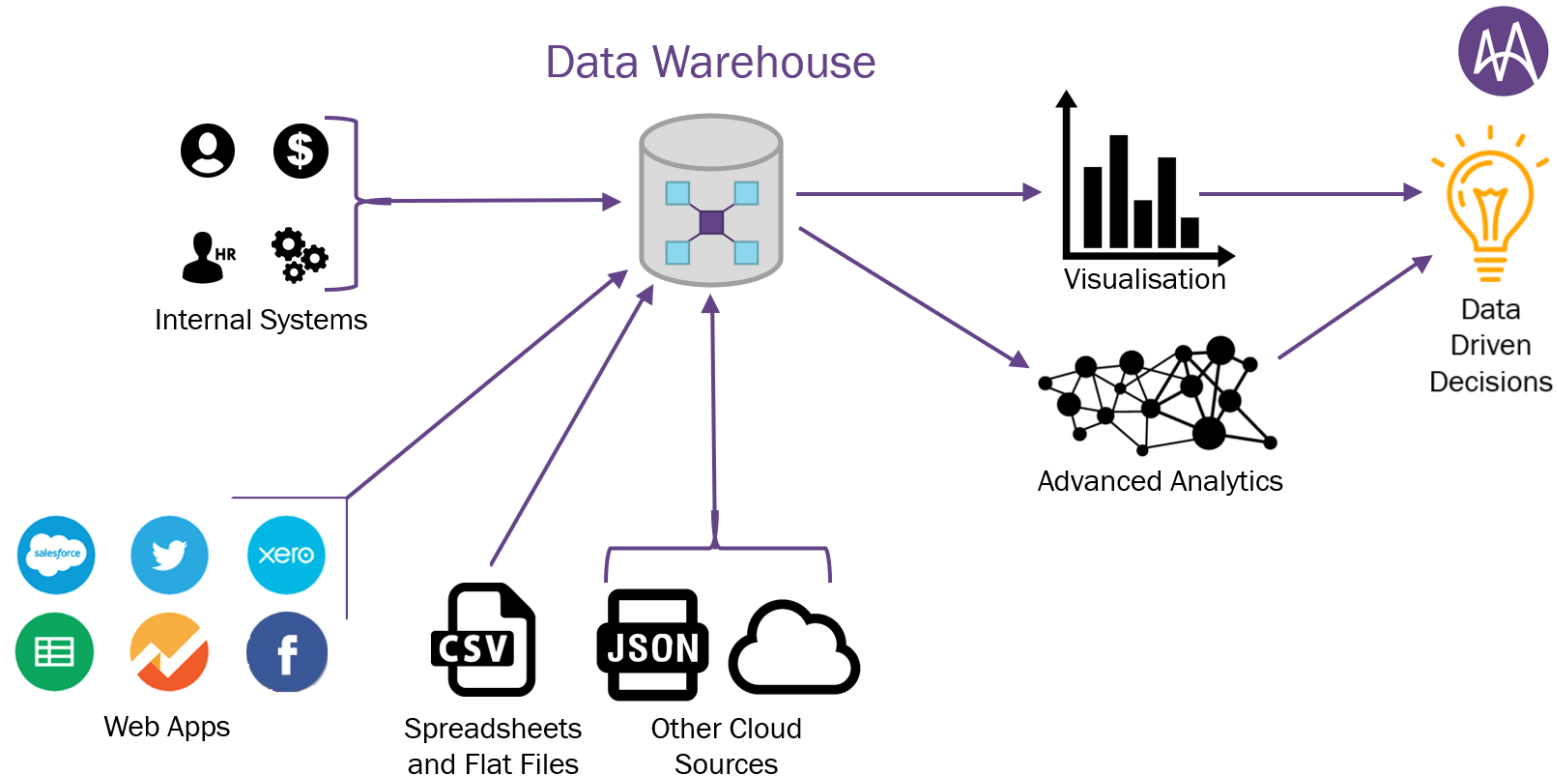 Data Warehouse
$
HR
Internal Systems
Visualisation
Data
Driven
Decisions
Advanced Analytics
salesforce
xero
f
Web Apps
CSV
Spreadsheets
and Flat Files
JSON
Other Cloud
Sources